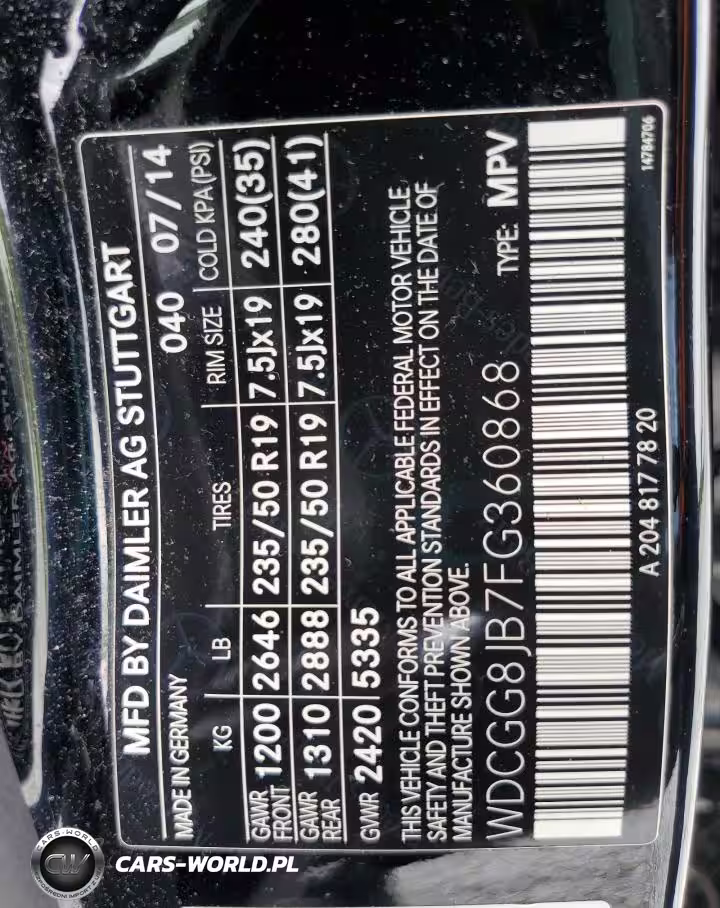 MFD BY DAIMLER AG STUTTGART
MADE IN GERMANY 040 07/14
KG LB TIRES RIM SIZE COLD KPA (PSI)
GAWR FRONT 1200 2646 235/50 R19 7.5Jx19 240(35)
GAWR REAR 1310 2888 235/50 R19 7.5Jx19 280(41)
GVWR 2420 5335
THIS VEHICLE CONFORMS TO ALL APPLICABLE FEDERAL MOTOR VEHICLE
SAFETY AND THEFT PREVENTION STANDARDS IN EFFECT ON THE DATE OF
MANUFACTURE SHOWN ABOVE.
WDCGG8JB7FG360868 TYPE: MPV
A 204 817 78 20 14784706
CARS-WORLD.PL
CARS-WORLD
CW